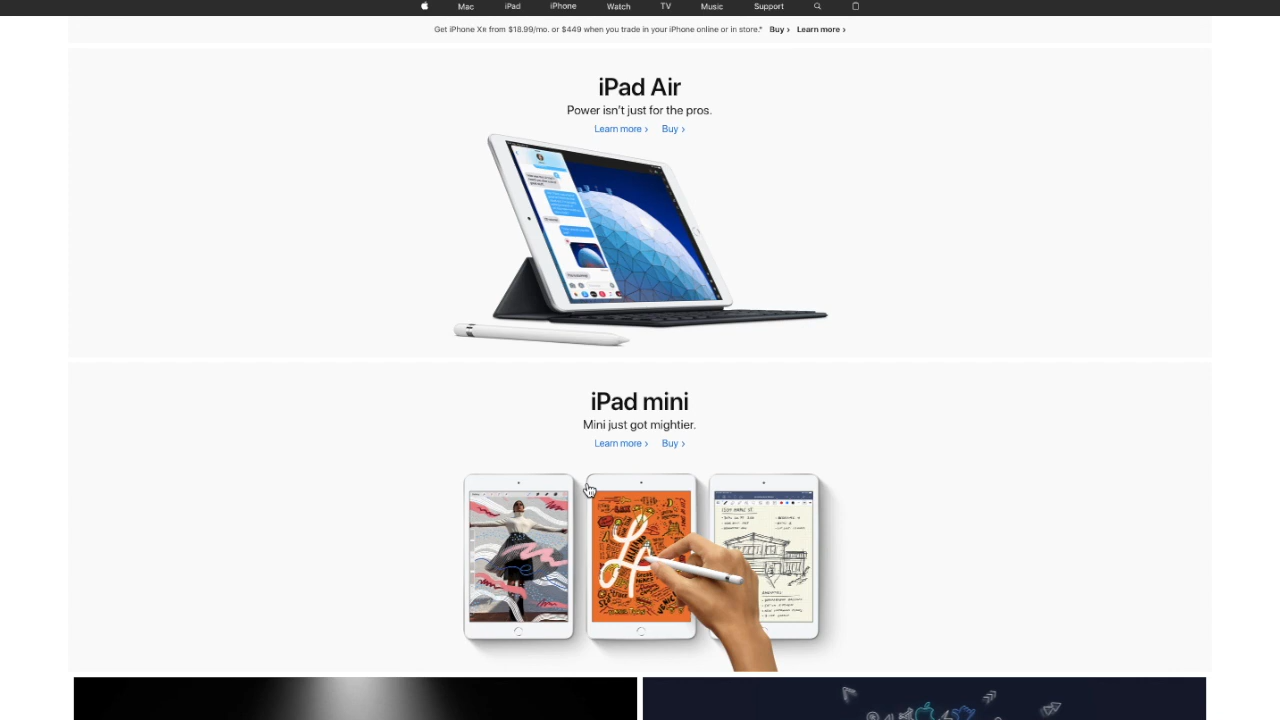 Mac iPad iPhone Watch TV Music Support
Get iPhone XR from $18.99/mo. or $449 when you trade in your iPhone online or in store.* Buy › Learn more ›
iPad Air
Power isn't just for the pros.
Learn more › Buy ›
iPad mini
Mini just got mightier.
Learn more › Buy ›